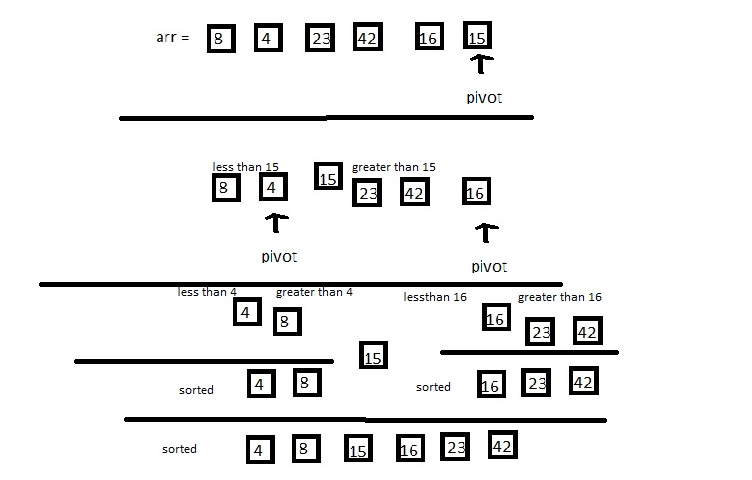 arr = 8 4 23 42 16 15
pivot
less than 15 greater than 15
8 4 15 23 42 16
pivot pivot
less than 4 greater than 4 lessthan 16 greater than 16
4 8 16 23 42
15
sorted 4 8 sorted 16 23 42
sorted 4 8 15 16 23 42